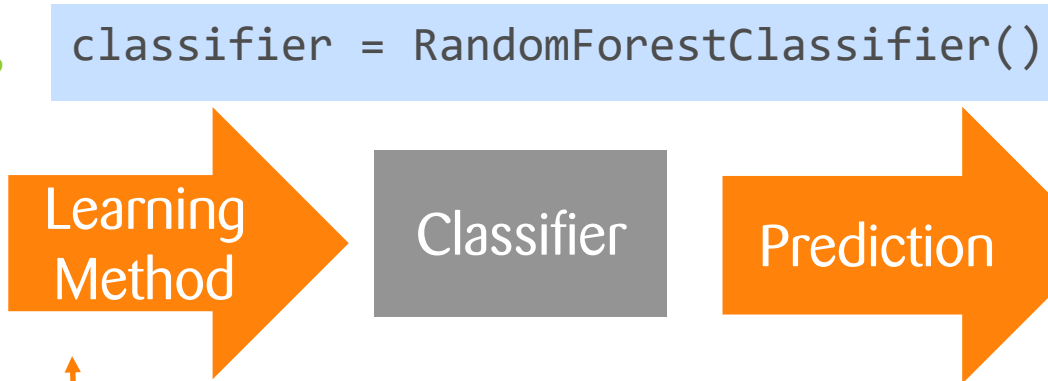 classifier = RandomForestClassifier()
Learning
Method
Classifier
Prediction